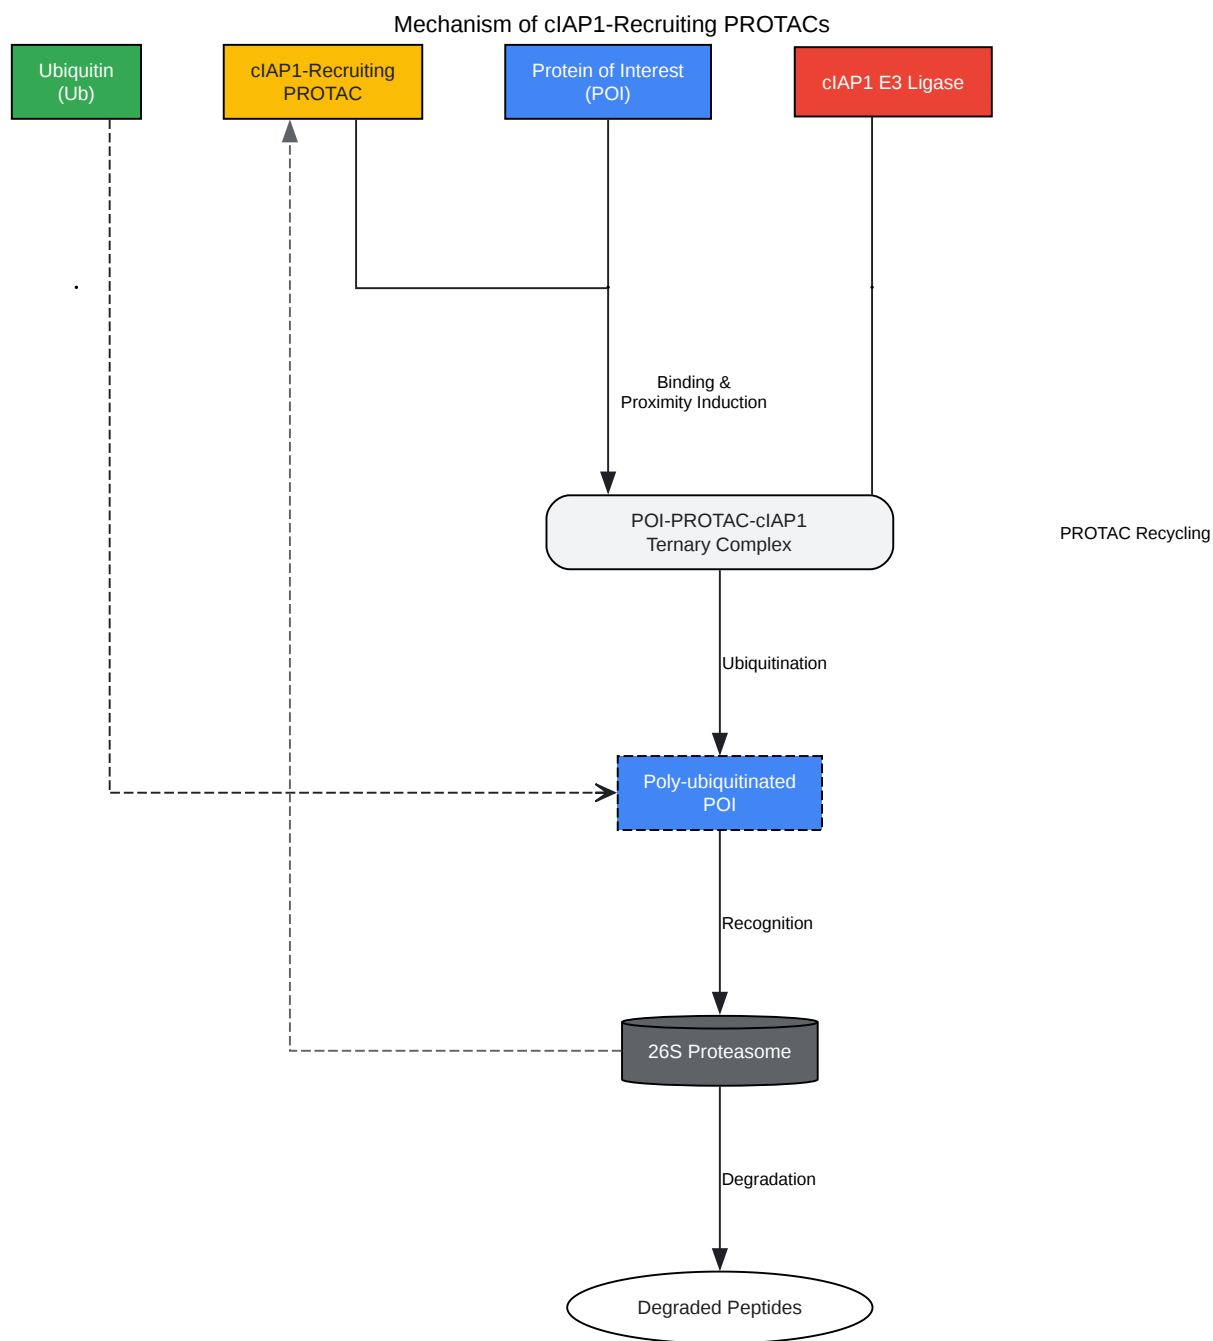 Mechanism of cIAP1-Recruiting PROTACs
Ubiquitin
(Ub)
cIAP1-Recruiting
PROTAC
Protein of Interest
(POI)
cIAP1 E3 Ligase
Binding &
Proximity Induction
POI-PROTAC-cIAP1
Ternary Complex
PROTAC Recycling
Ubiquitination
Poly-ubiquitinated
POI
Recognition
26S Proteasome
Degradation
Degraded Peptides